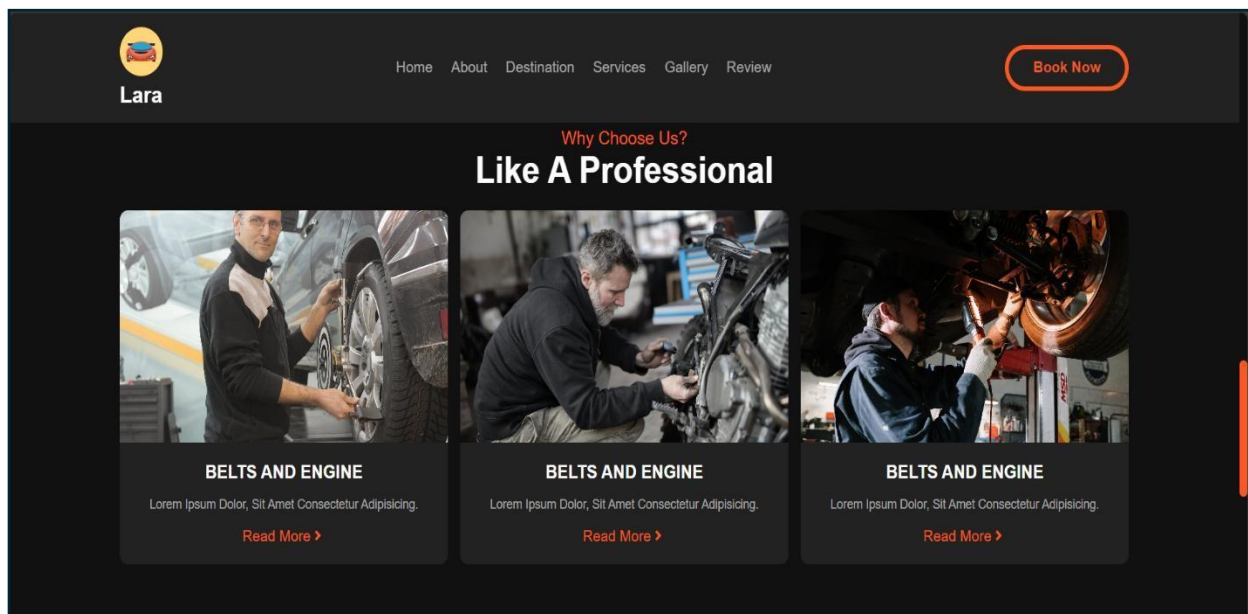 Lara
Home About Destination Services Gallery Review
Book Now
Why Choose Us?
Like A Professional
BELTS AND ENGINE
Lorem Ipsum Dolor, Sit Amet Consectetur Adipisicing.
Read More
BELTS AND ENGINE
Lorem Ipsum Dolor, Sit Amet Consectetur Adipisicing.
Read More
BELTS AND ENGINE
Lorem Ipsum Dolor, Sit Amet Consectetur Adipisicing.
Read More